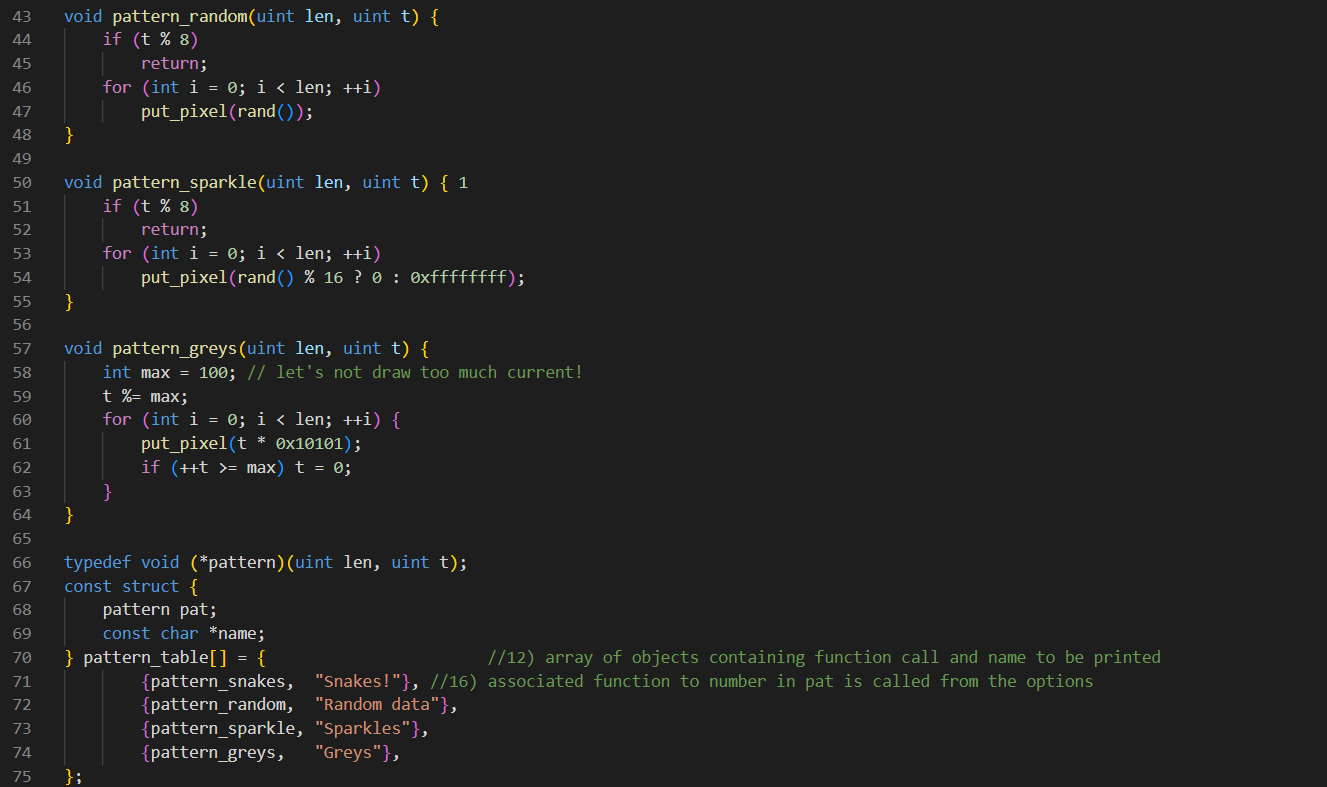 43 void pattern_random(uint len, uint t) {
44     if (t % 8)
45         return;
46     for (int i = 0; i < len; ++i)
47         put_pixel(rand());
48 }
49
50 void pattern_sparkle(uint len, uint t) { 1
51     if (t % 8)
52         return;
53     for (int i = 0; i < len; ++i)
54         put_pixel(rand() % 16 ? 0 : 0xffffffff);
55 }
56
57 void pattern_greys(uint len, uint t) {
58     int max = 100; // let's not draw too much current!
59     t %= max;
60     for (int i = 0; i < len; ++i) {
61         put_pixel(t * 0x10101);
62         if (++t >= max) t = 0;
63     }
64 }
65
66 typedef void (*pattern)(uint len, uint t);
67 const struct {
68     pattern pat;
69     const char *name;
70 } pattern_table[] = {                       //12) array of objects containing function call and name to be printed
71         {pattern_snakes,  "Snakes!"}, //16) associated function to number in pat is called from the options
72         {pattern_random,  "Random data"},
73         {pattern_sparkle, "Sparkles"},
74         {pattern_greys,   "Greys"},
75 };